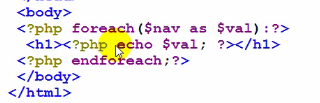 <body>
<?php foreach($nav as $val):?>
<h1><?php echo $val; ?></h1>
<?php endforeach;?>
</body>
</html>